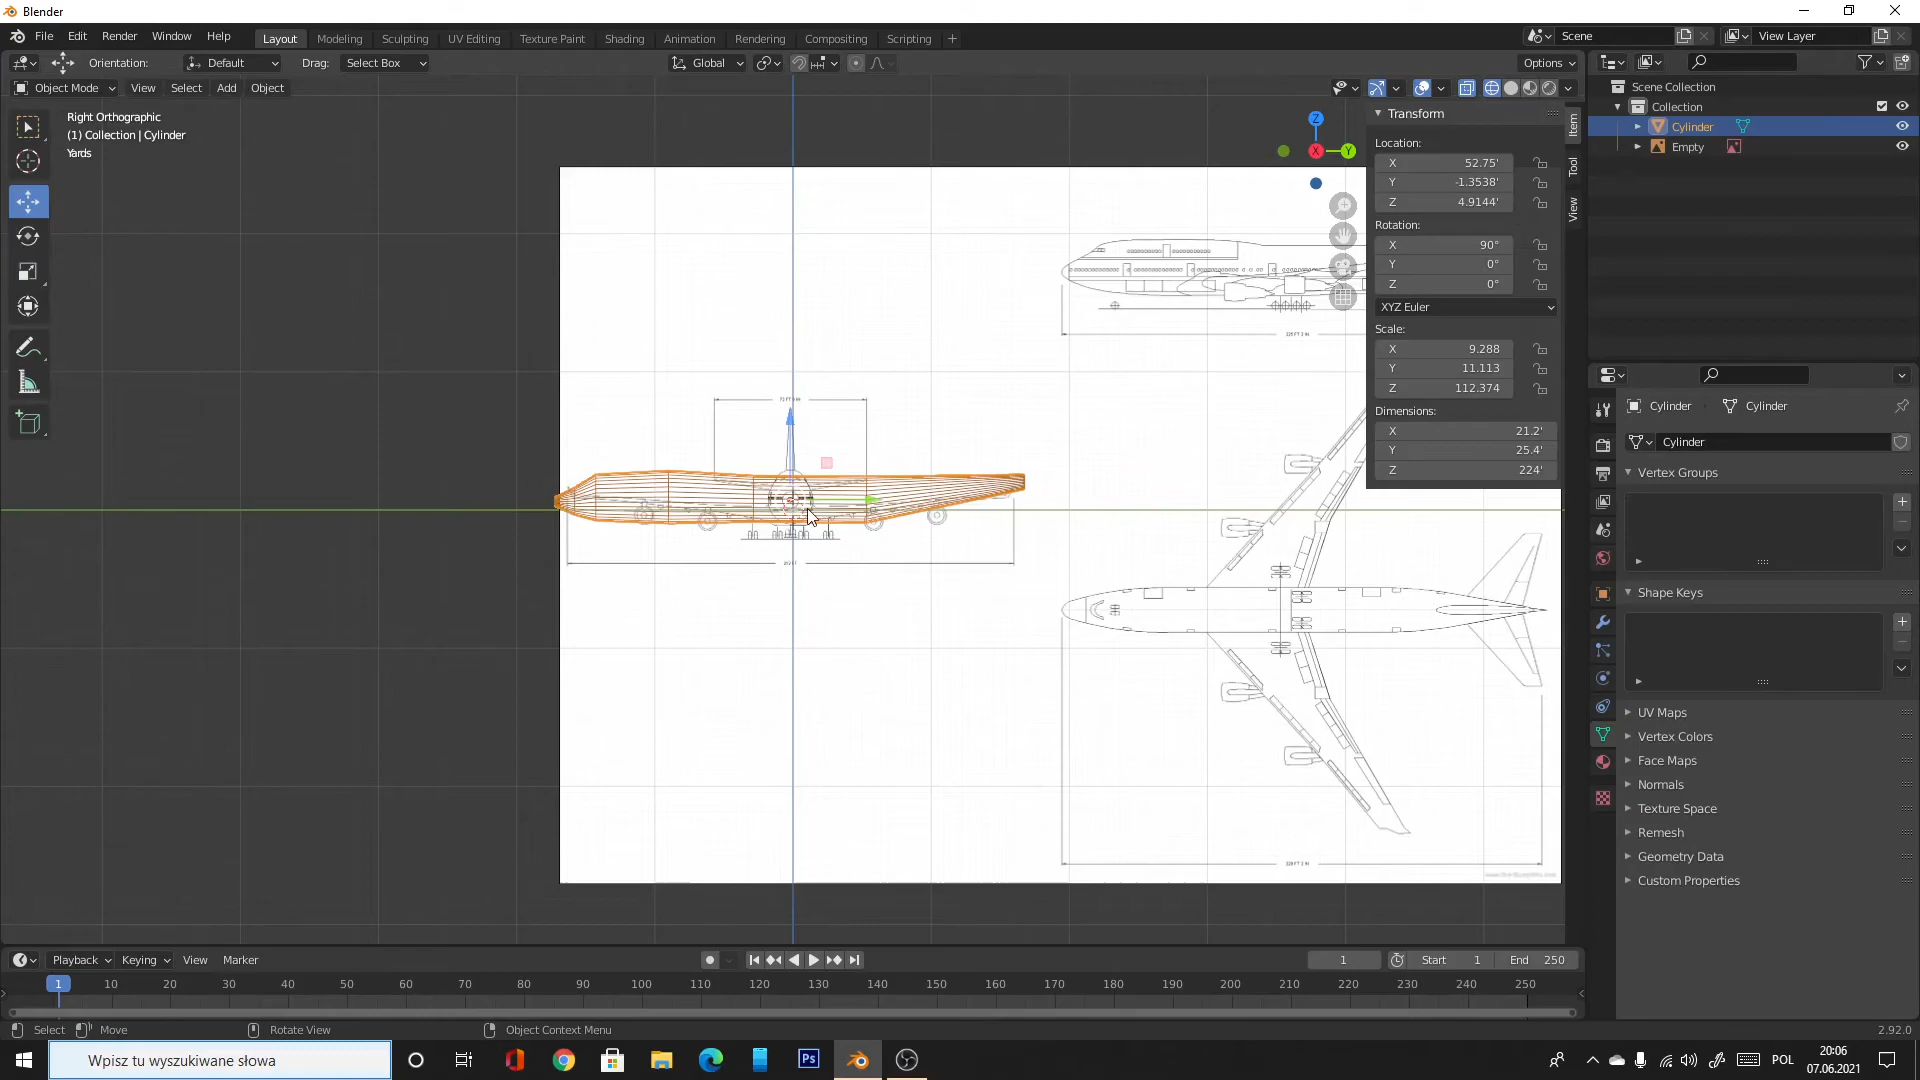 Blender
File Edit Render Window Help
Layout Modeling Sculpting UV Editing Texture Paint Shading Animation Rendering Compositing Scripting +
Scene View Layer
Orientation: Default Drag: Select Box Global Options
Object Mode View Select Add Object
Right Orthographic
(1) Collection | Cylinder
Yards
Z
Y
X
Transform
Location:
X 52.75'
Y -1.3538'
Z 4.9144'
Rotation:
X 90°
Y 0°
Z 0°
XYZ Euler
Scale:
X 9.288
Y 11.113
Z 112.374
Dimensions:
X 21.2'
Y 25.4'
Z 224'
Item
Tool
View
Scene Collection
Collection
Cylinder
Empty
Cylinder Cylinder
Cylinder
Vertex Groups
Shape Keys
UV Maps
Vertex Colors
Face Maps
Normals
Texture Space
Remesh
Geometry Data
Custom Properties
Playback Keying View Marker
1 Start 1 End 250
1 10 20 30 40 50 60 70 80 90 100 110 120 130 140 150 160 170 180 190 200 210 220 230 240 250
Select Move Rotate View Object Context Menu 2.92.0
Wpisz tu wyszukiwane słowa
Ps
POL
20:06
07.06.2021